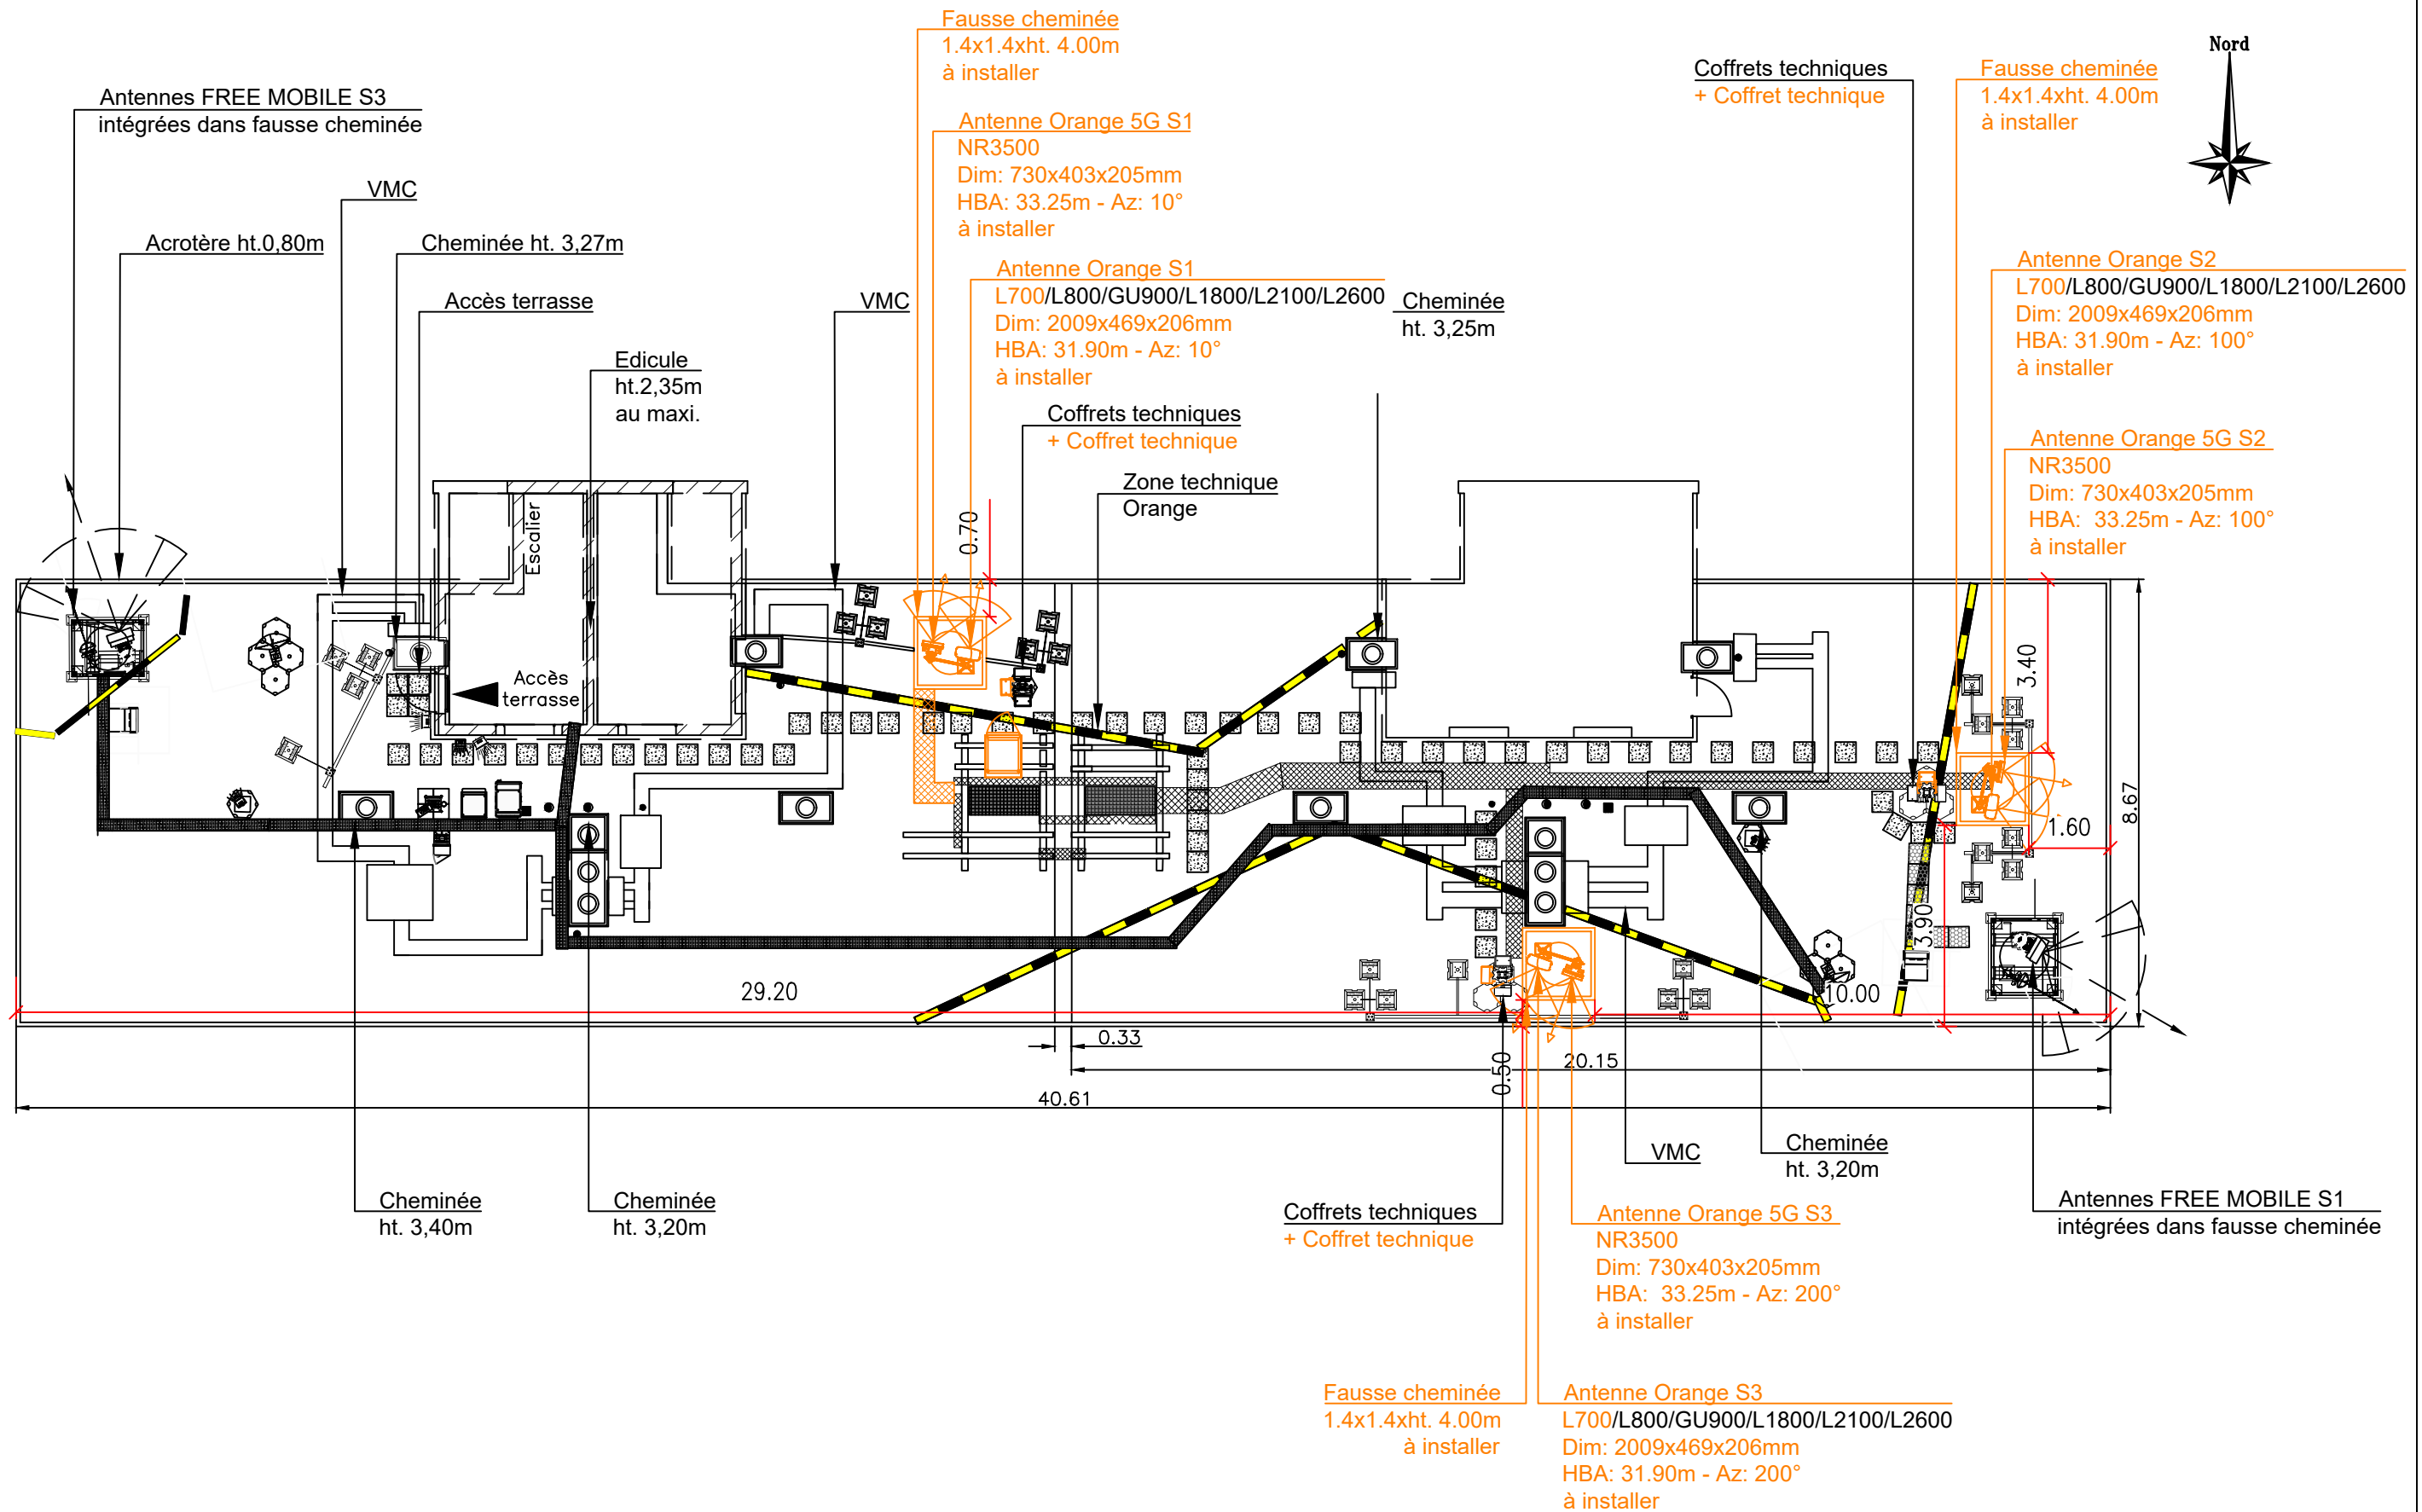 Fausse cheminée
1.4x1.4xht. 4.00m
à installer
Nord
Coffrets techniques
+ Coffret technique
Fausse cheminée
1.4x1.4xht. 4.00m
à installer
Antennes FREE MOBILE S3
intégrées dans fausse cheminée
Antenne Orange 5G S1
NR3500
Dim: 730x403x205mm
HBA: 33.25m - Az: 10°
à installer
VMC
Acrotère ht.0,80m
Cheminée ht. 3,27m
Accès terrasse
VMC
Antenne Orange S1
L700/L800/GU900/L1800/L2100/L2600
Dim: 2009x469x206mm
HBA: 31.90m - Az: 10°
à installer
Cheminée
ht. 3,25m
Antenne Orange S2
L700/L800/GU900/L1800/L2100/L2600
Dim: 2009x469x206mm
HBA: 31.90m - Az: 100°
à installer
Edicule
ht.2,35m
au maxi.
Coffrets techniques
+ Coffret technique
Zone technique
Orange
Antenne Orange 5G S2
NR3500
Dim: 730x403x205mm
HBA:  33.25m - Az: 100°
à installer
Escalier
0.70
Accès
terrasse
3.40
8.67
1.60
3.90
29.20
10.00
0.33
0.50
20.15
40.61
VMC
Cheminée
ht. 3,20m
Cheminée
ht. 3,40m
Cheminée
ht. 3,20m
Coffrets techniques
+ Coffret technique
Antenne Orange 5G S3
NR3500
Dim: 730x403x205mm
HBA:  33.25m - Az: 200°
à installer
Antennes FREE MOBILE S1
intégrées dans fausse cheminée
Fausse cheminée
1.4x1.4xht. 4.00m
à installer
Antenne Orange S3
L700/L800/GU900/L1800/L2100/L2600
Dim: 2009x469x206mm
HBA: 31.90m - Az: 200°
à installer